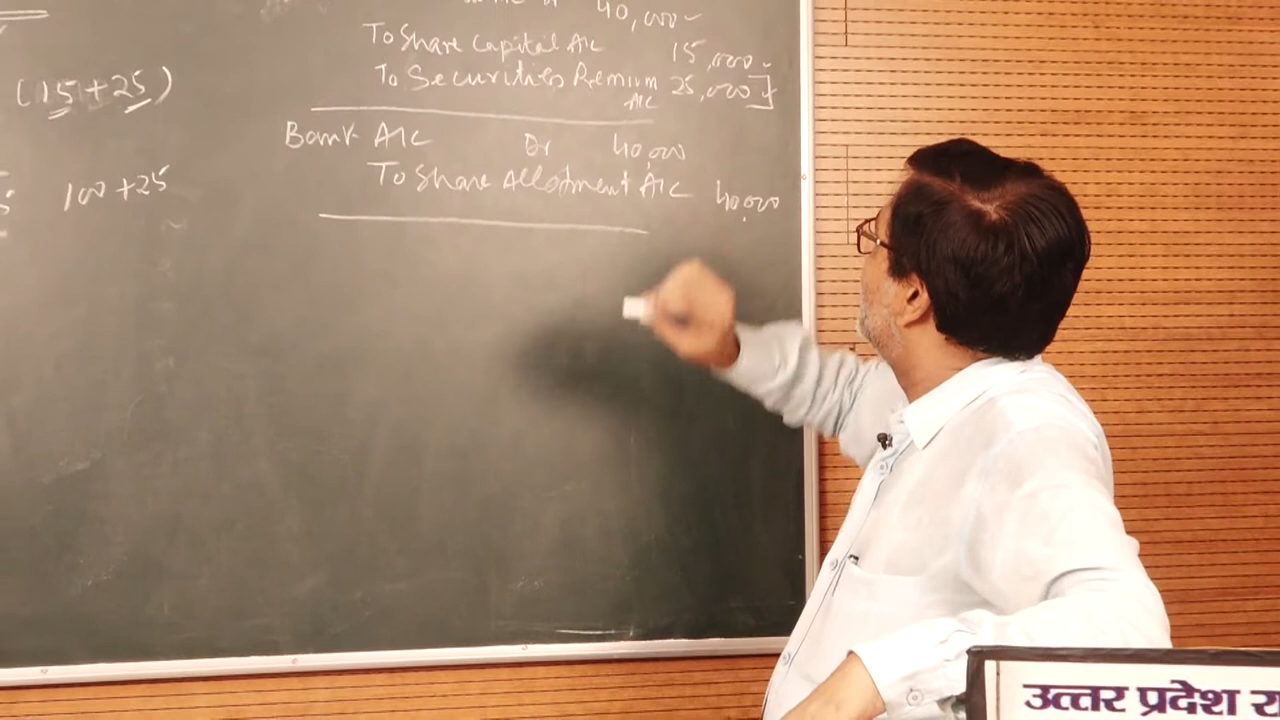 40,000
To Share Capital A/c 15,000
To Securities Premium A/c 25,000
(15+25)
Bank A/c Dr 40,000
To Share Allotment A/c 40,000
100+25
उत्तर प्रदेश रा